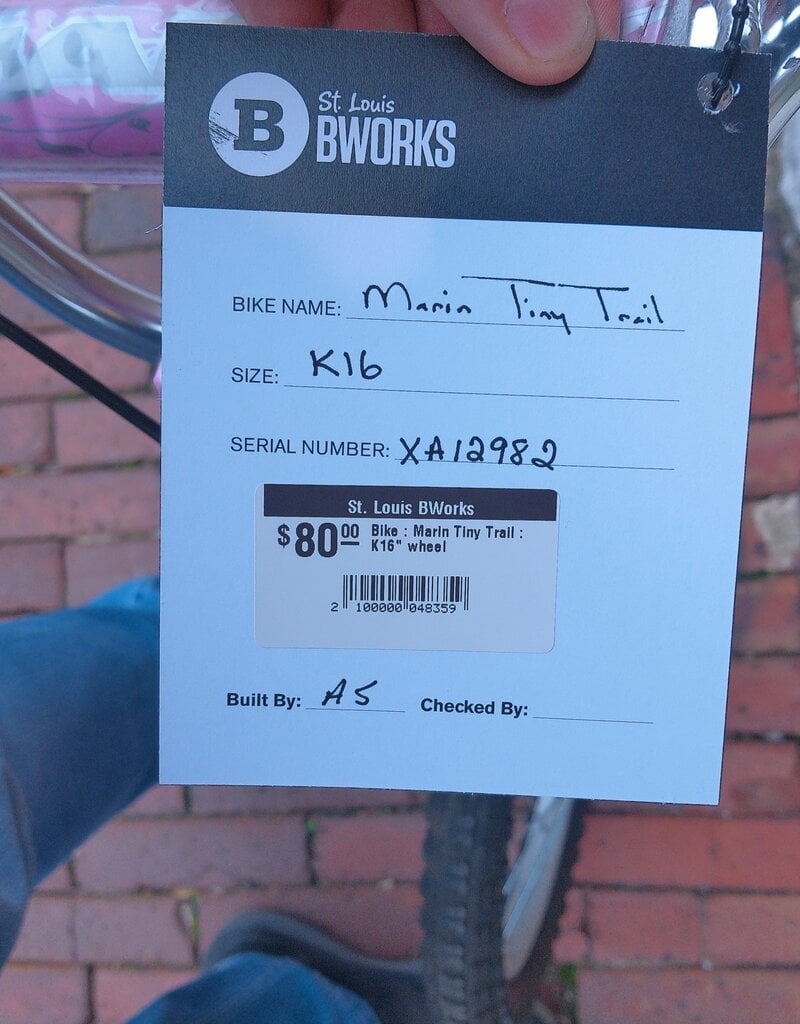 B
St. Louis
BWORKS
BIKE NAME: Marin Tiny Trail
SIZE: K16
SERIAL NUMBER: XA12982
St. Louis BWorks
$80 00 Bike : Marin Tiny Trail :
K16" wheel
2 100000 048359
Built By: AS Checked By: